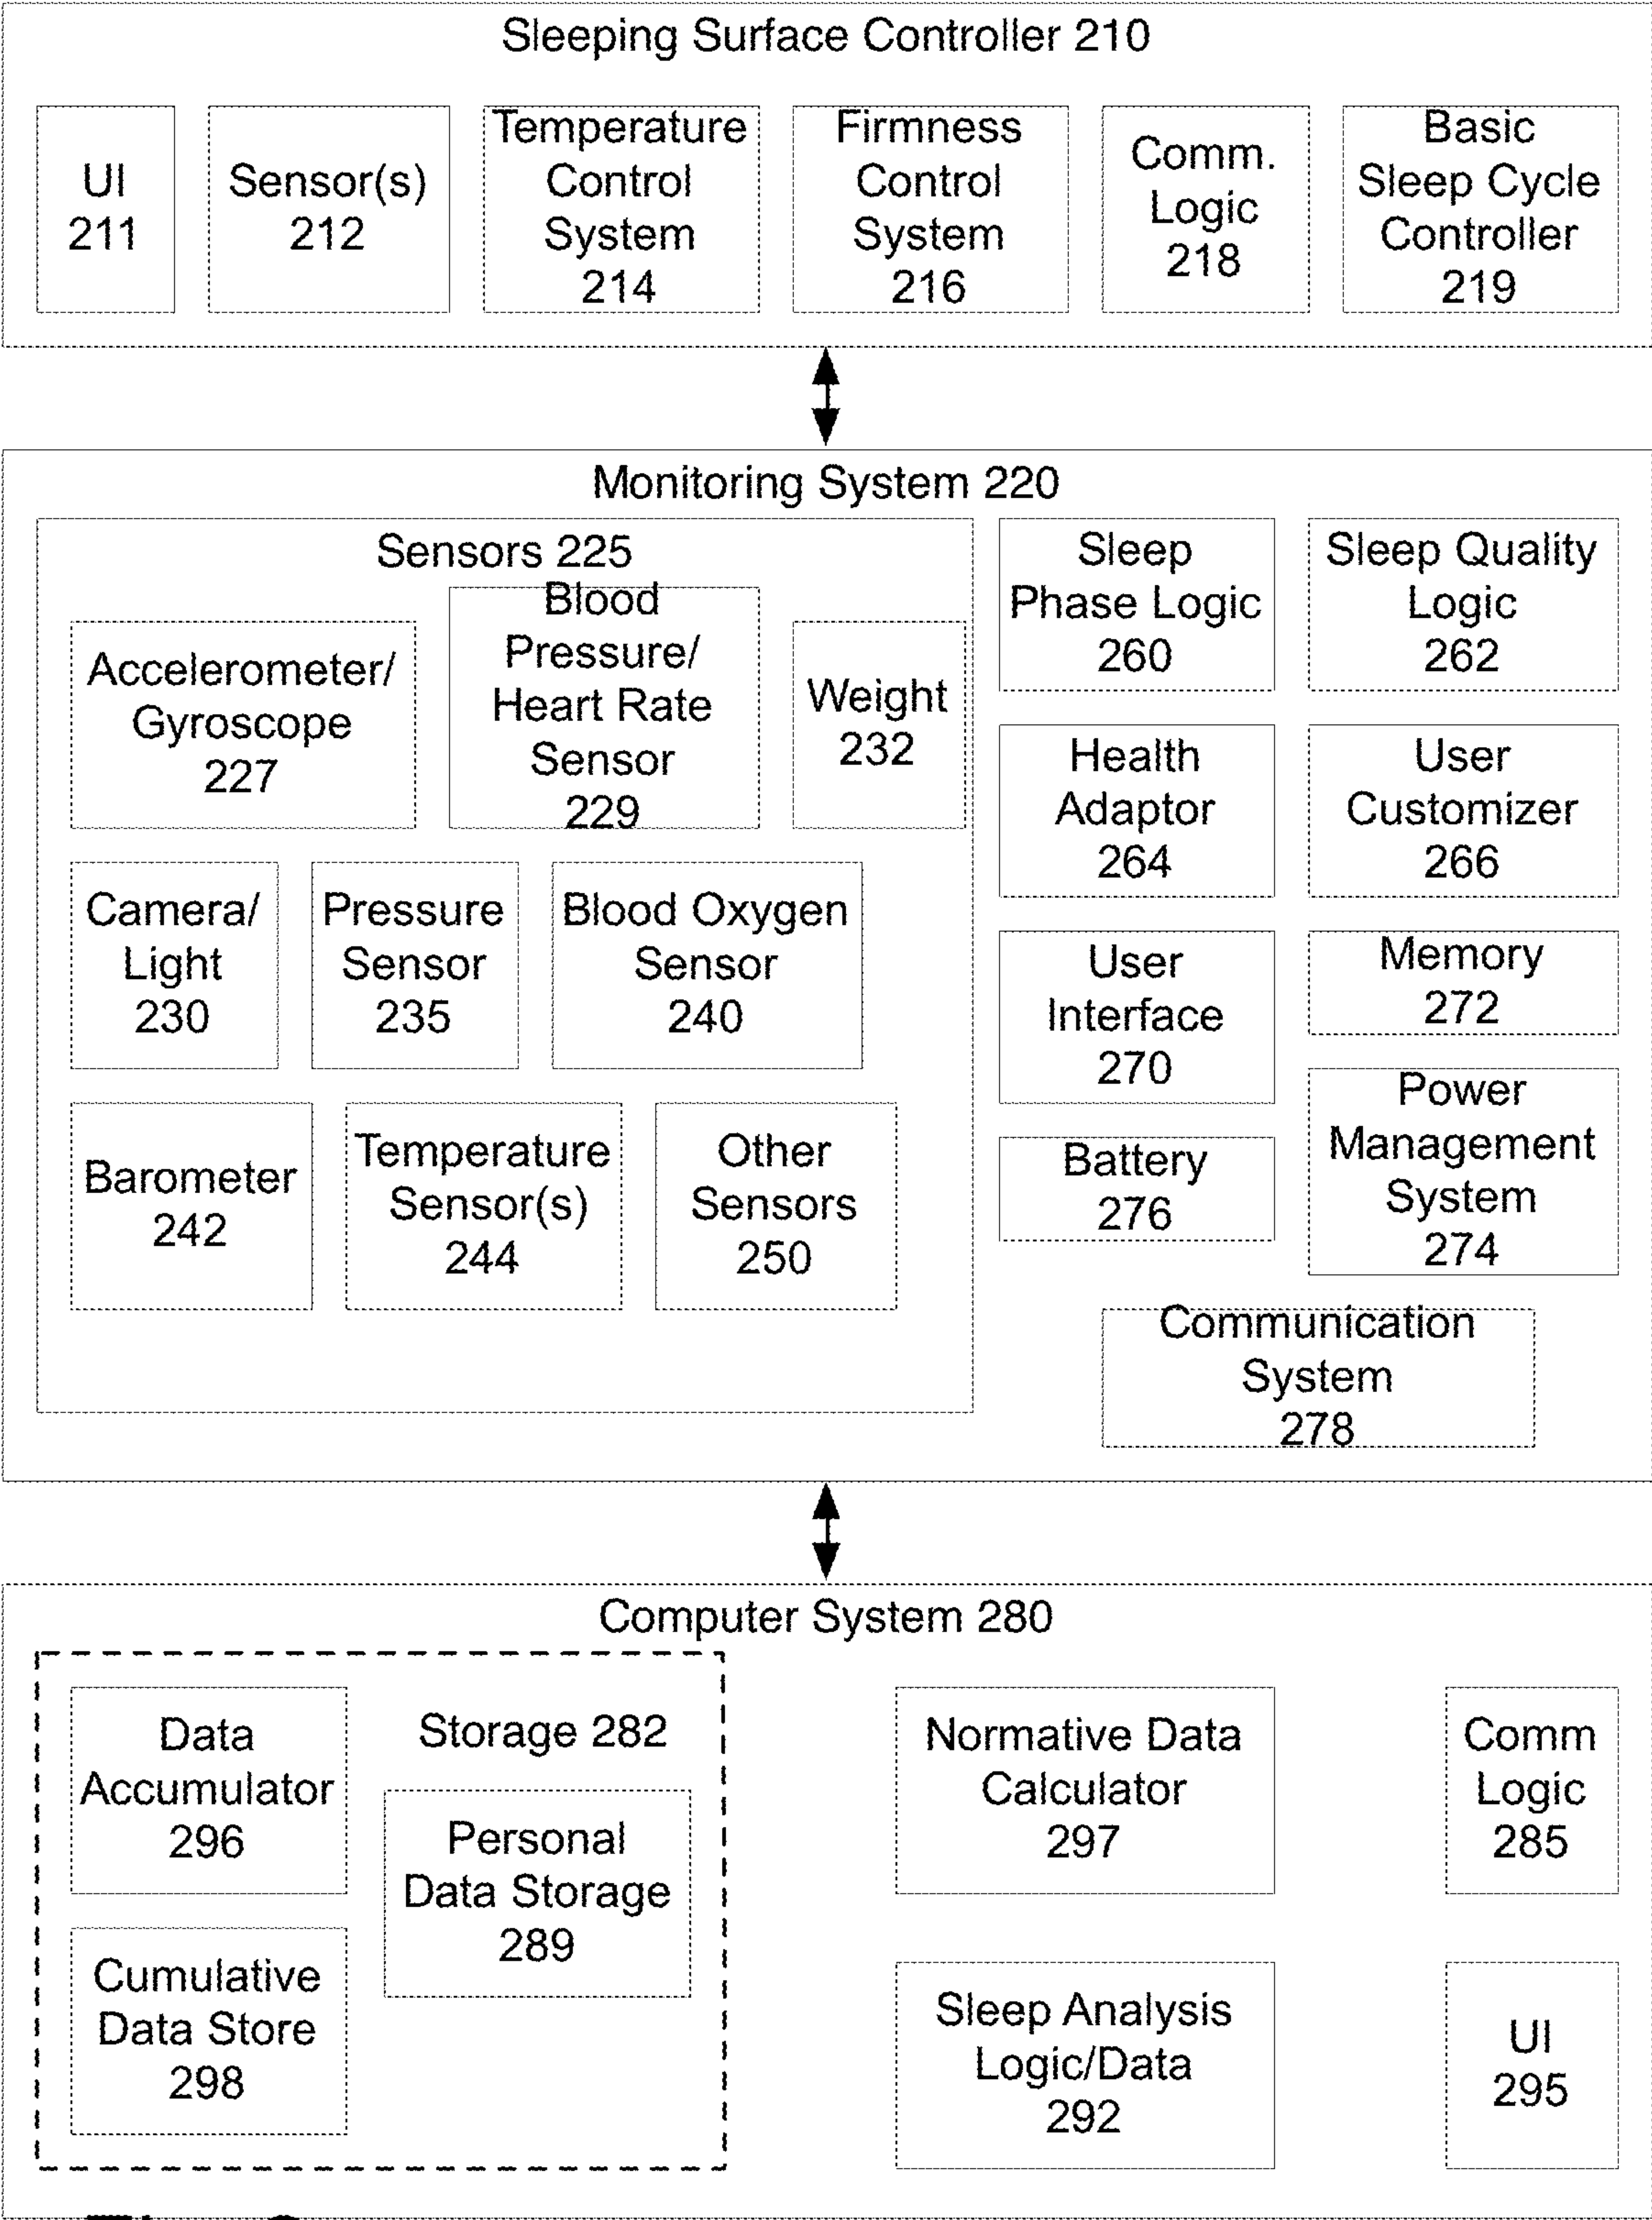 Sleeping Surface Controller 210
UI
211
Sensor(s)
212
Temperature
Control
System
214
Firmness
Control
System
216
Comm.
Logic
218
Basic
Sleep Cycle
Controller
219
Monitoring System 220
Sensors 225
Accelerometer/
Gyroscope
227
Blood
Pressure/
Heart Rate
Sensor
229
Weight
232
Camera/
Light
230
Pressure
Sensor
235
Blood Oxygen
Sensor
240
Barometer
242
Temperature
Sensor(s)
244
Other
Sensors
250
Sleep
Phase Logic
260
Sleep Quality
Logic
262
Health
Adaptor
264
User
Customizer
266
User
Interface
270
Memory
272
Battery
276
Power
Management
System
274
Communication
System
278
Computer System 280
Data
Accumulator
296
Storage 282
Personal
Data Storage
289
Cumulative
Data Store
298
Normative Data
Calculator
297
Comm
Logic
285
Sleep Analysis
Logic/Data
292
UI
295